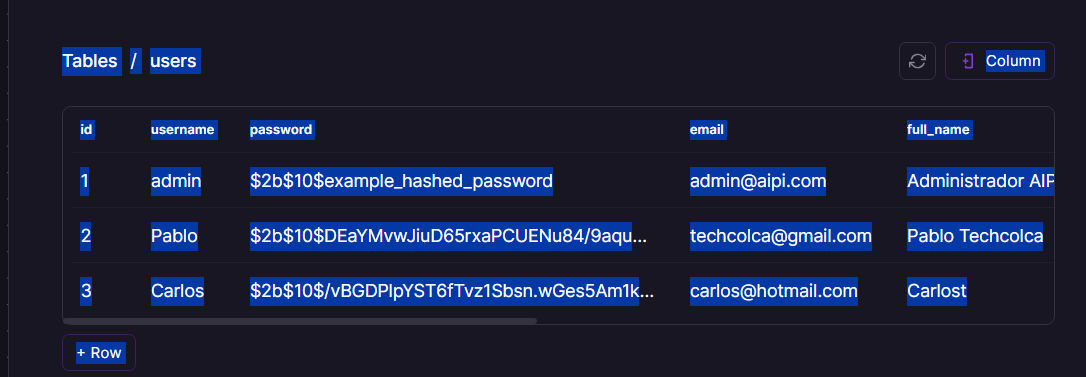 Tables / users
Column
id username password email full_name
1 admin $2b$10$example_hashed_password admin@aipi.com Administrador AIP
2 Pablo $2b$10$DEaYMvwJiuD65rxaPCUENu84/9aqu... techcolca@gmail.com Pablo Techcolca
3 Carlos $2b$10$/vBGDPlpYST6fTvz1Sbsn.wGes5Am1k... carlos@hotmail.com Carlost
+ Row